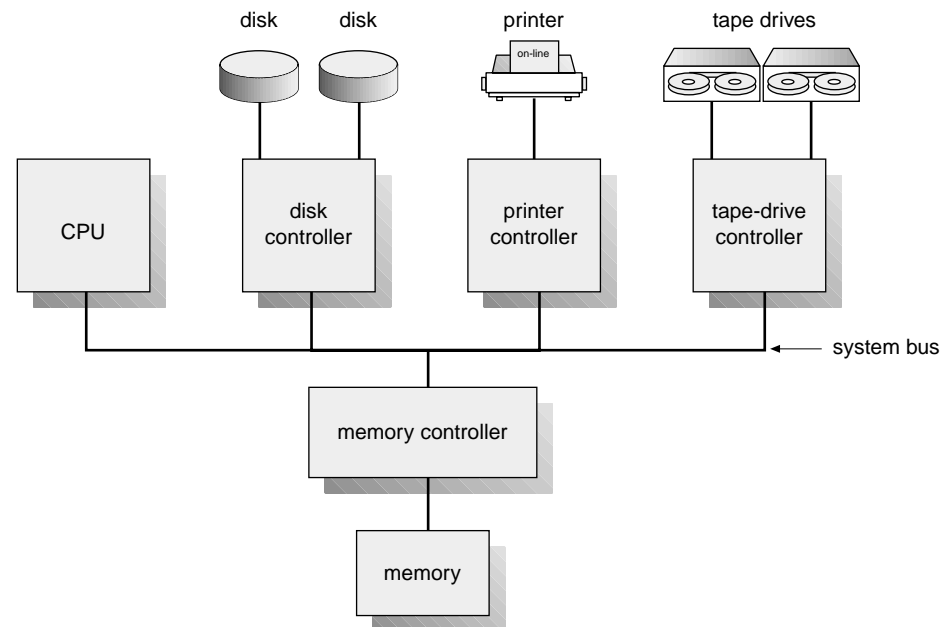 disk
disk
printer
tape drives
on-line
CPU
disk
controller
printer
controller
tape-drive
controller
system bus
memory controller
memory